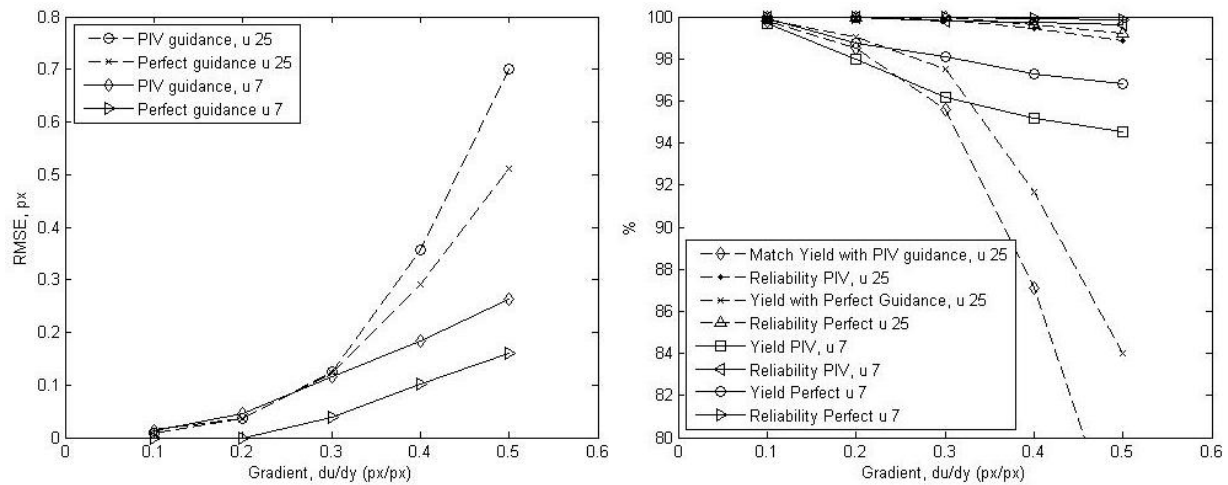 0.8
0.7
0.6
0.5
0.4
0.3
0.2
0.1
0
RMSE, px
PIV guidance, u 25
Perfect guidance u 25
PIV guidance, u 7
Perfect guidance u 7
0 0.1 0.2 0.3 0.4 0.5 0.6
Gradient, du/dy (px/px)
100
98
96
94
92
90
88
86
84
82
80
%
Match Yield with PIV guidance, u 25
Reliability PIV, u 25
Yield with Perfect Guidance, u 25
Reliability Perfect u 25
Yield PIV, u 7
Reliability PIV, u 7
Yield Perfect u 7
Reliability Perfect u 7
0 0.1 0.2 0.3 0.4 0.5 0.6
Gradient, du/dy (px/px)